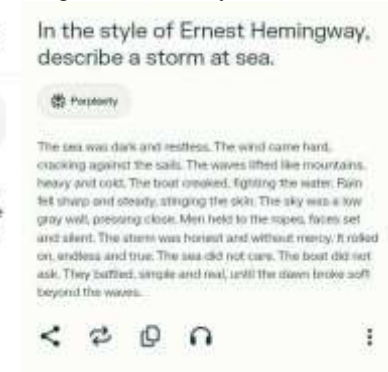 In the style of Ernest Hemingway,
describe a storm at sea.
Perplexity
The sea was dark and restless. The wind came hard,
cracking against the sails. The waves lifted like mountains,
heavy and cold. The boat creaked, fighting the water. Rain
fell sharp and steady, stinging the skin. The sky was a low
gray wall, pressing close. Men held to the ropes, faces set
and silent. The storm was honest and without mercy. It rolled
on, endless and true. The sea did not care. The boat did not
ask. They battled, simple and real, until the dawn broke soft
beyond the waves.